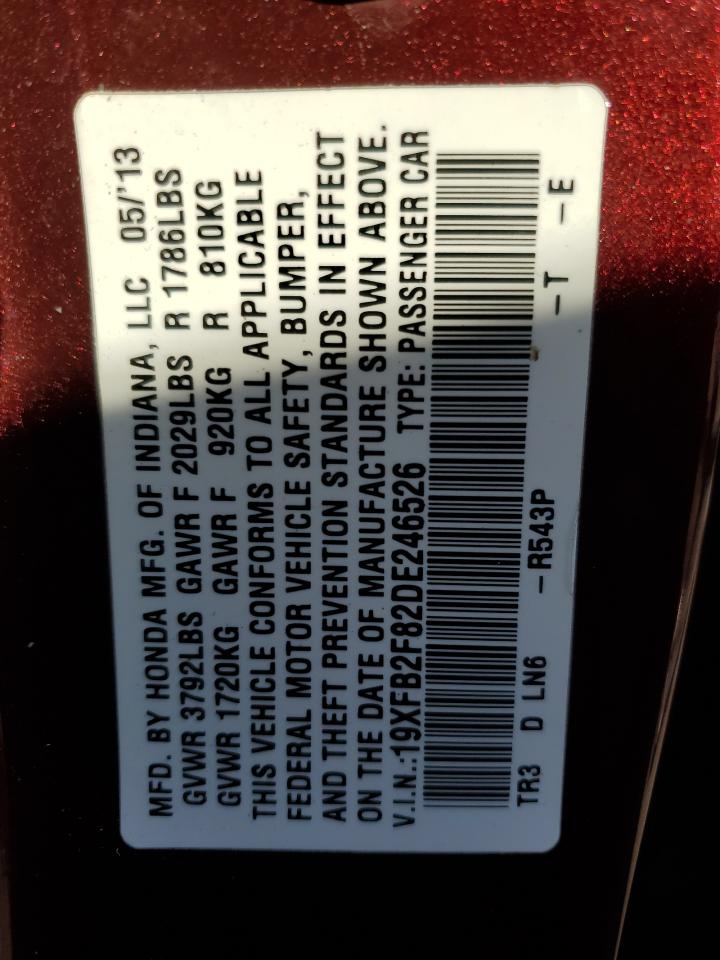 MFD. BY HONDA MFG. OF INDIANA, LLC 05/'13
GVWR 3792LBS GAWR F 2029LBS R 1786LBS
GVWR 1720KG GAWR F 920KG R 810KG
THIS VEHICLE CONFORMS TO ALL APPLICABLE
FEDERAL MOTOR VEHICLE SAFETY, BUMPER,
AND THEFT PREVENTION STANDARDS IN EFFECT
ON THE DATE OF MANUFACTURE SHOWN ABOVE.
V.I.N.:19XFB2F82DE246526 TYPE: PASSENGER CAR
TR3 D LN6 -R543P -T -E